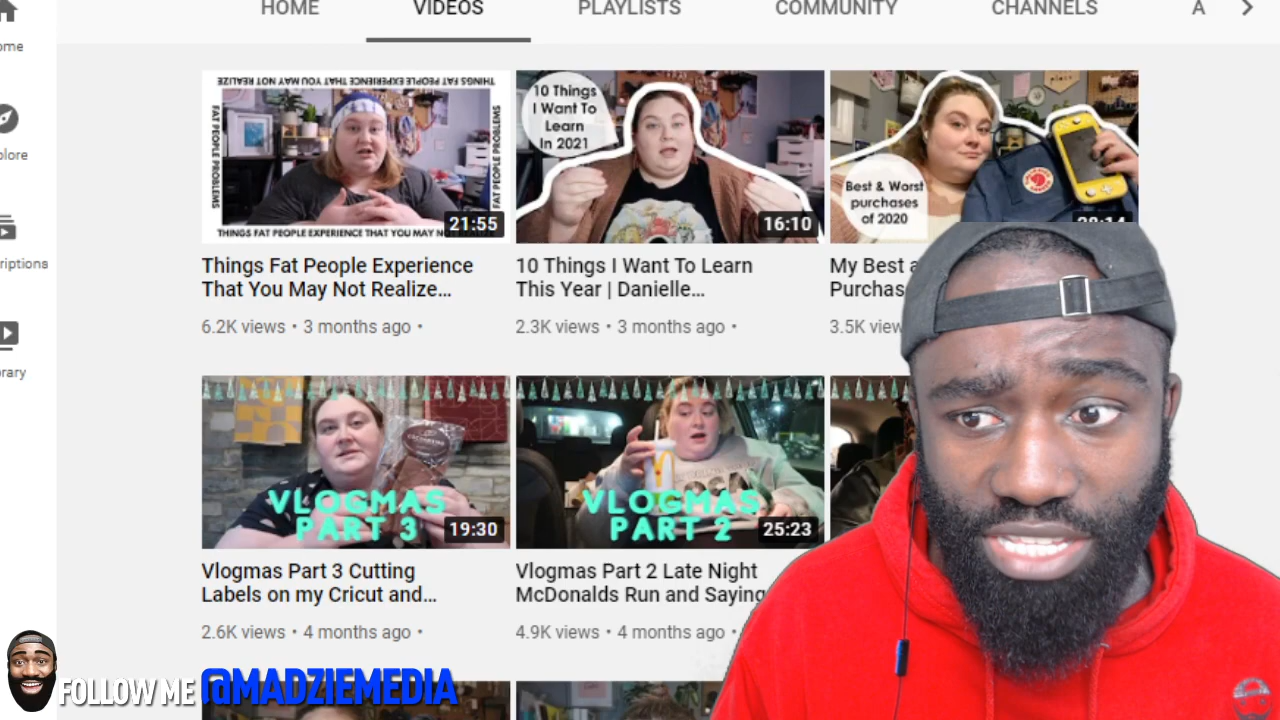 HOME VIDEOS PLAYLISTS COMMUNITY CHANNELS A
ome
plore
riptions
rary
THINGS FAT PEOPLE EXPERIENCE THAT YOU MAY NOT REALIZE
FAT PEOPLE PROBLEMS
FAT PEOPLE PROBLEMS
THINGS FAT PEOPLE EXPERIENCE THAT YOU MAY NOT
21:55
10 Things
I Want To
Learn
In 2021
16:10
Best & Worst
purchases
of 2020
28:14
Things Fat People Experience
That You May Not Realize...
6.2K views • 3 months ago •
10 Things I Want To Learn
This Year | Danielle...
2.3K views • 3 months ago •
My Best a
Purchas
3.5K view
VLOGMAS
PART 3
19:30
VLOGMAS
PART 2
25:23
Vlogmas Part 3 Cutting
Labels on my Cricut and...
2.6K views • 4 months ago •
Vlogmas Part 2 Late Night
McDonalds Run and Saying
4.9K views • 4 months ago •
FOLLOW ME @MADZIEMEDIA